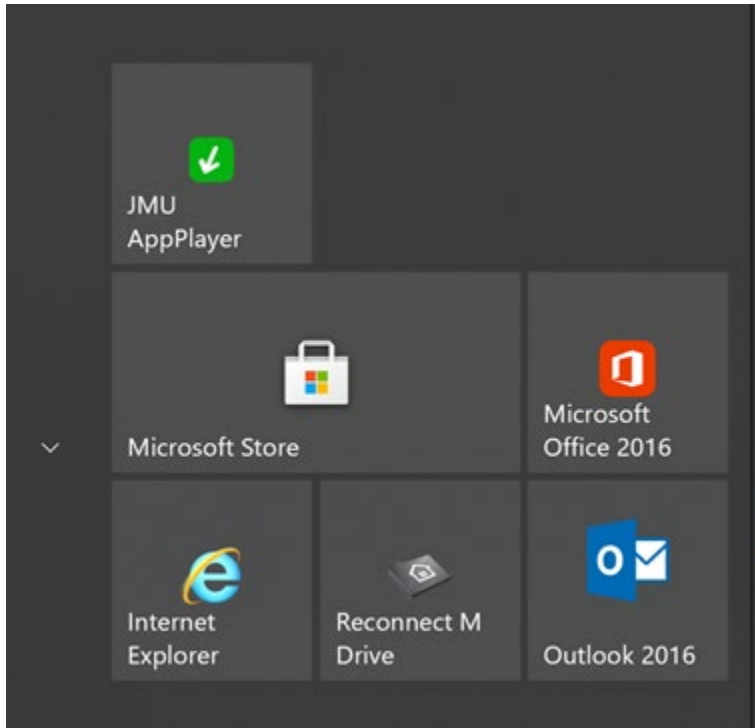 JMU
AppPlayer
Microsoft Store
Microsoft
Office 2016
Internet
Explorer
Reconnect M
Drive
Outlook 2016